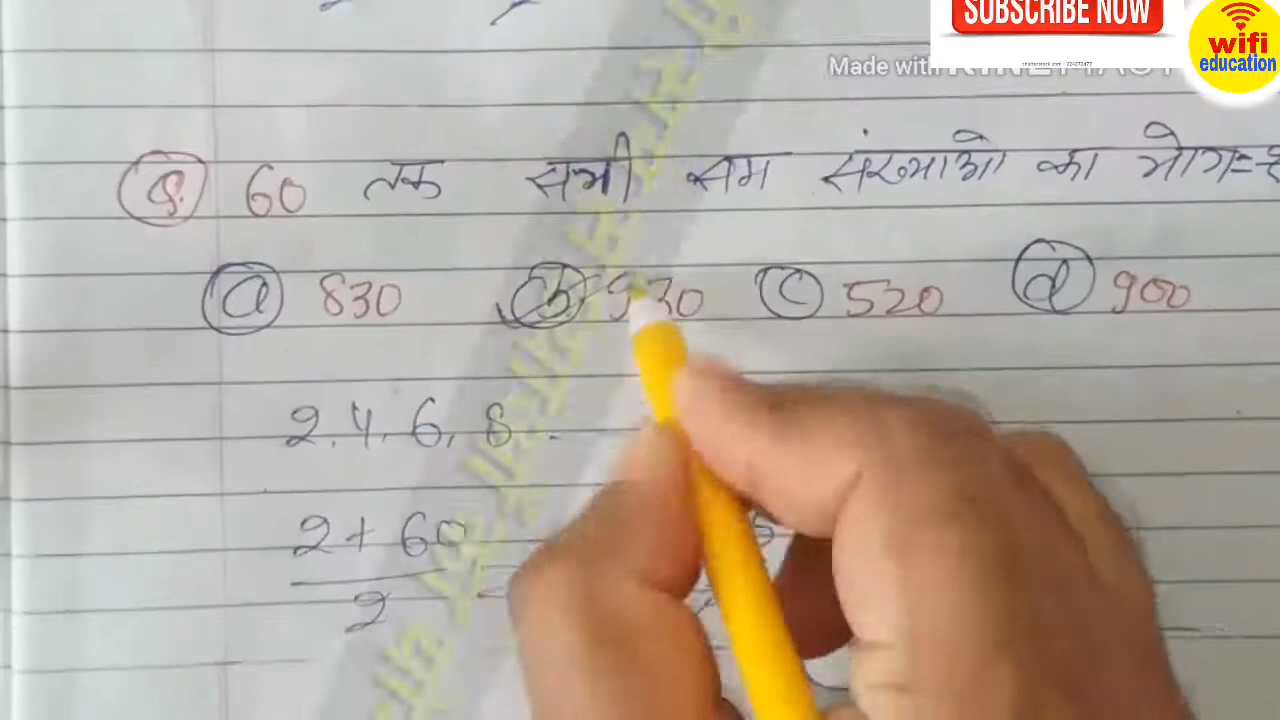 SUBSCRIBE NOW
wifi
education
Made with
Q. 60 तक सभी सम संख्याओ का योग=
(a) 830 (b) 930 (c) 520 (d) 900
2, 4, 6, 8 .
2 + 60
2